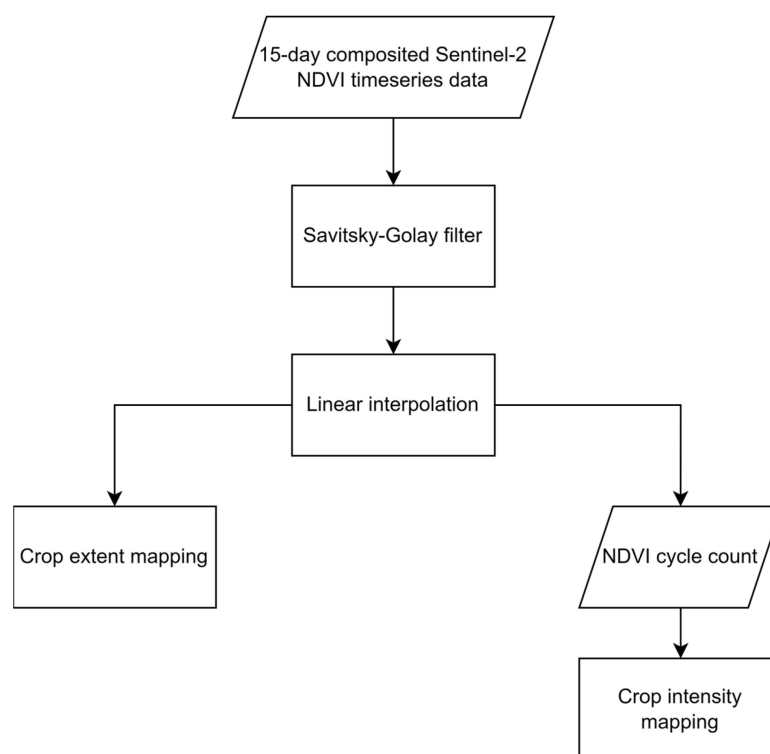 15-day composited Sentinel-2
NDVI timeseries data
Savitsky-Golay filter
Linear interpolation
Crop extent mapping
NDVI cycle count
Crop intensity
mapping